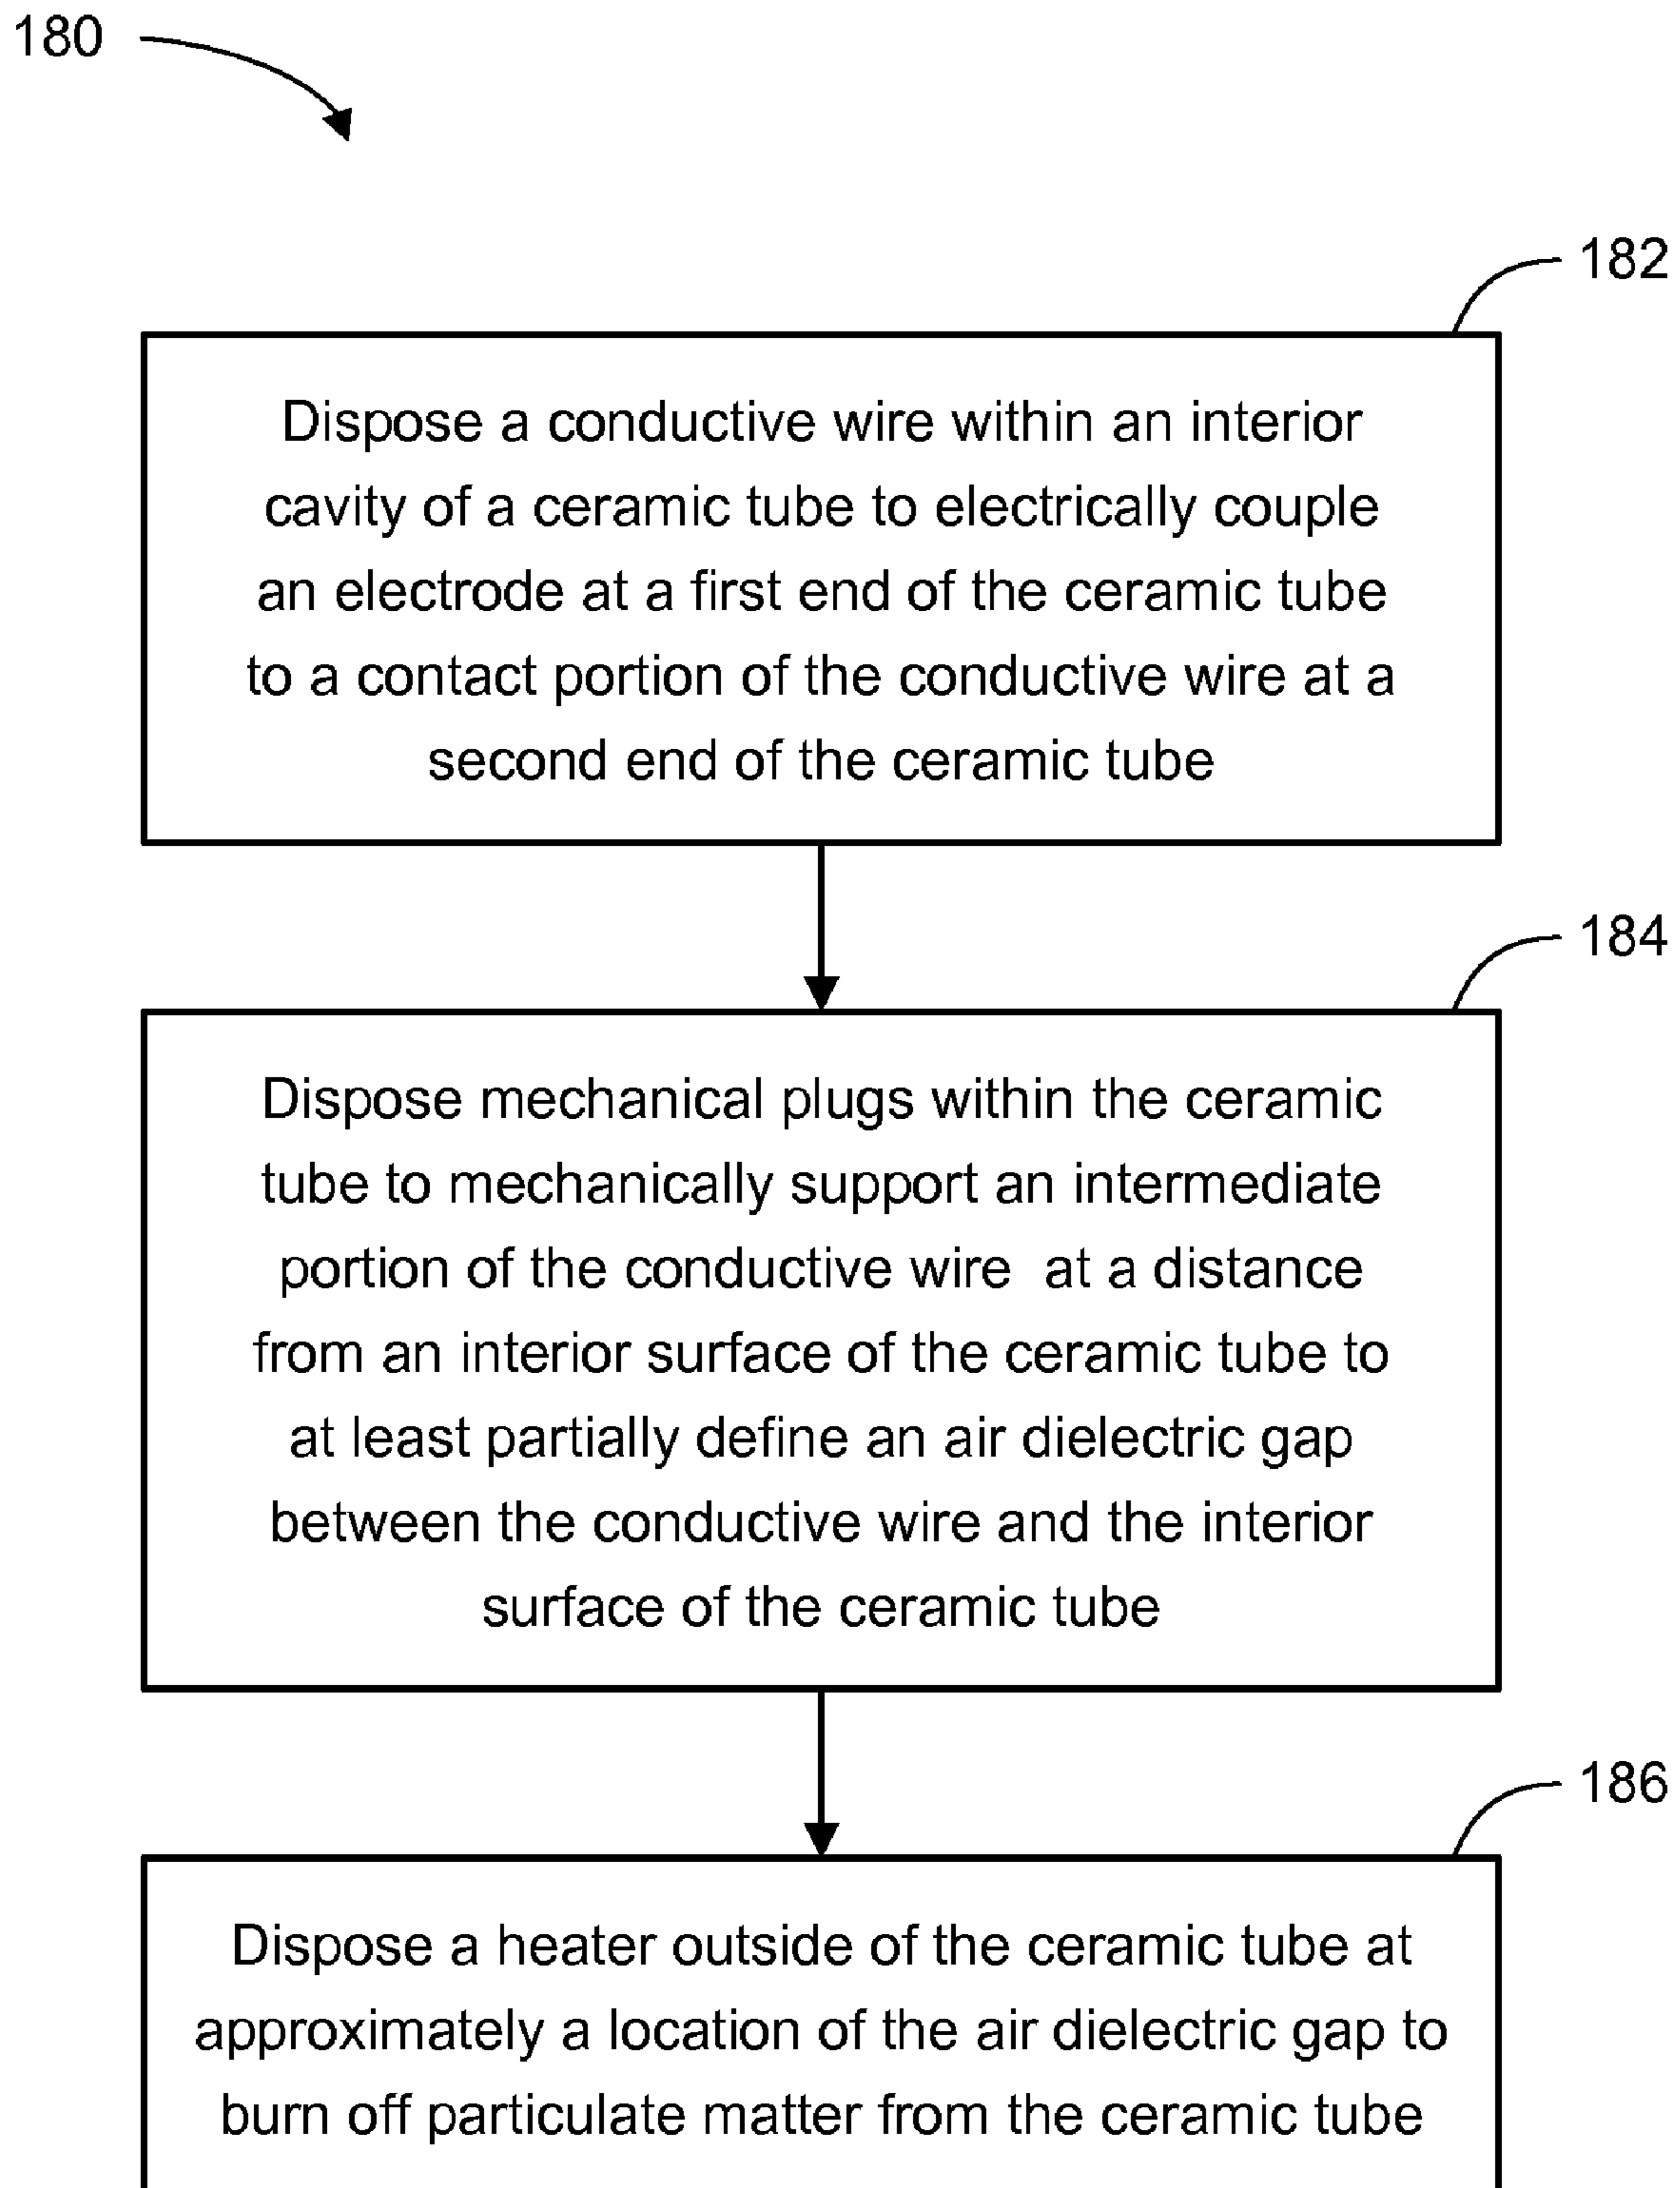 180
182
Dispose a conductive wire within an interior
cavity of a ceramic tube to electrically couple
an electrode at a first end of the ceramic tube
to a contact portion of the conductive wire at a
second end of the ceramic tube
184
Dispose mechanical plugs within the ceramic
tube to mechanically support an intermediate
portion of the conductive wire at a distance
from an interior surface of the ceramic tube to
at least partially define an air dielectric gap
between the conductive wire and the interior
surface of the ceramic tube
186
Dispose a heater outside of the ceramic tube at
approximately a location of the air dielectric gap to
burn off particulate matter from the ceramic tube